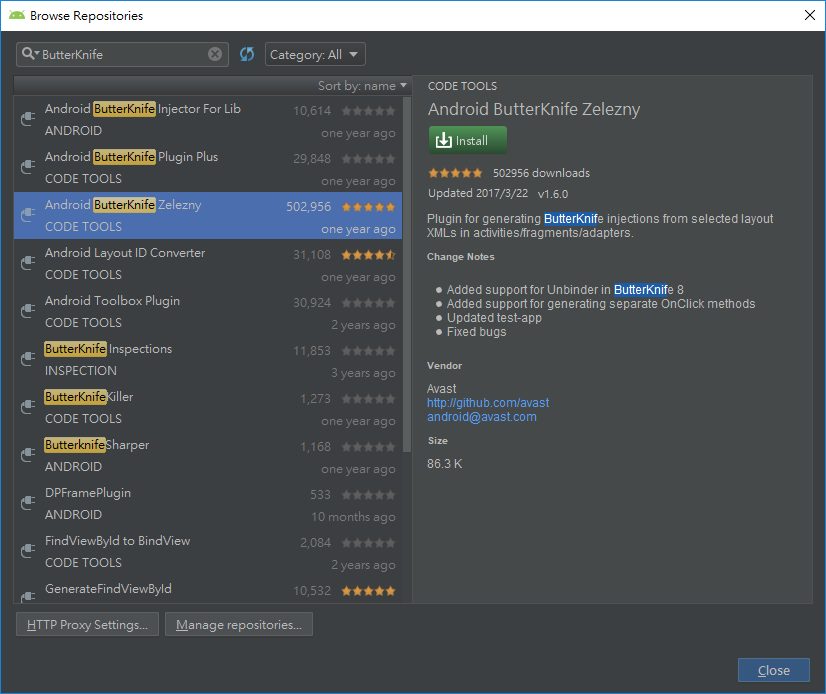 Browse Repositories
ButterKnife
Category: All
Sort by: name
Android ButterKnife Injector For Lib 10,614
ANDROID one year ago
Android ButterKnife Plugin Plus 29,848
CODE TOOLS one year ago
Android ButterKnife Zelezny 502,956
CODE TOOLS one year ago
Android Layout ID Converter 31,108
CODE TOOLS one year ago
Android Toolbox Plugin 30,924
CODE TOOLS 2 years ago
ButterKnife Inspections 11,853
INSPECTION 3 years ago
ButterKnifeKiller 1,273
CODE TOOLS one year ago
ButterknifeSharper 1,168
ANDROID one year ago
DPFramePlugin 533
ANDROID 10 months ago
FindViewById to BindView 2,084
CODE TOOLS 2 years ago
GenerateFindViewById 10,532
CODE TOOLS
Android ButterKnife Zelezny
Install
502956 downloads
Updated 2017/3/22 v1.6.0
Plugin for generating ButterKnife injections from selected layout
XMLs in activities/fragments/adapters.
Change Notes
Added support for Unbinder in ButterKnife 8
Added support for generating separate OnClick methods
Updated test-app
Fixed bugs
Vendor
Avast
http://github.com/avast
android@avast.com
Size
86.3 K
HTTP Proxy Settings...
Manage repositories...
Close